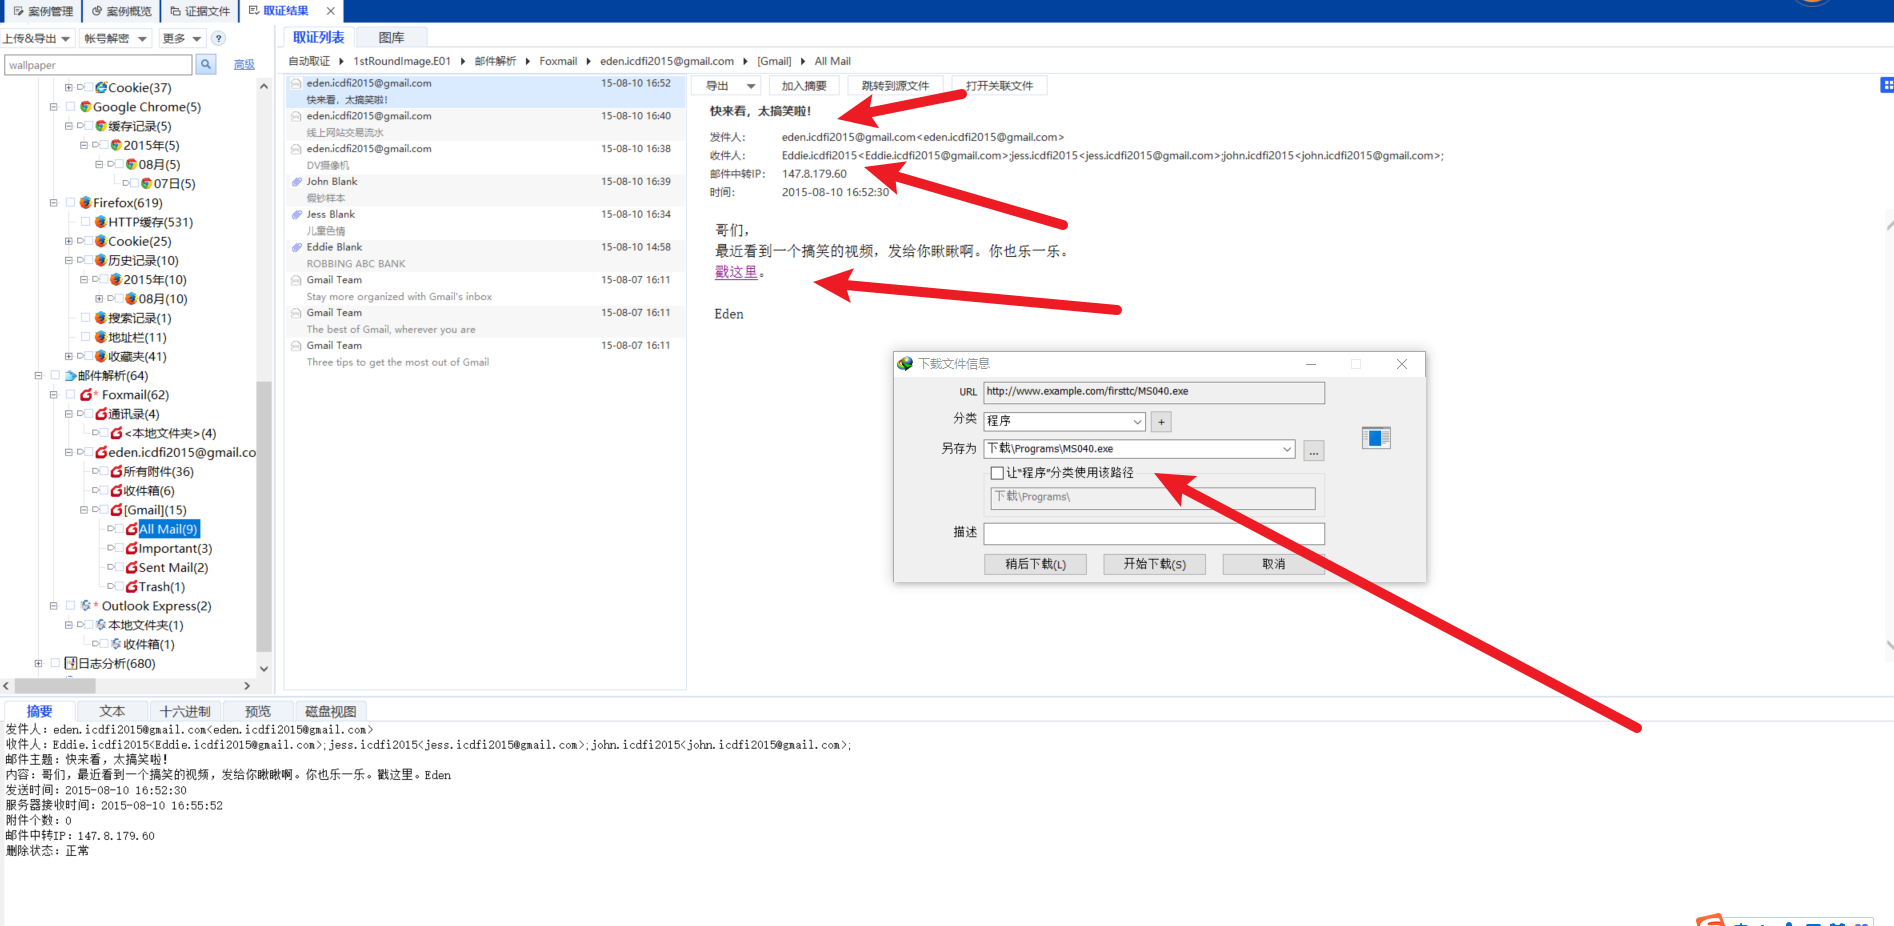 案例管理 案例概览 证据文件 取证结果
上传&导出 帐号解密 更多
wallpaper 高级
Cookie(37)
Google Chrome(5)
缓存记录(5)
2015年(5)
08月(5)
07日(5)
Firefox(619)
HTTP缓存(531)
Cookie(25)
历史记录(10)
2015年(10)
08月(10)
搜索记录(1)
地址栏(11)
收藏夹(41)
邮件解析(64)
* Foxmail(62)
通讯录(4)
<本地文件夹>(4)
eden.icdfi2015@gmail.co
所有附件(36)
收件箱(6)
[Gmail](15)
All Mail(9)
Important(3)
Sent Mail(2)
Trash(1)
* Outlook Express(2)
本地文件夹(1)
收件箱(1)
日志分析(680)
取证列表 图库
自动取证 1stRoundImage.E01 邮件解析 Foxmail eden.icdfi2015@gmail.com [Gmail] All Mail
eden.icdfi2015@gmail.com 15-08-10 16:52
快来看，太搞笑啦！
eden.icdfi2015@gmail.com 15-08-10 16:40
线上网站交易流水
eden.icdfi2015@gmail.com 15-08-10 16:38
DV摄像机
John Blank 15-08-10 16:39
假钞样本
Jess Blank 15-08-10 16:34
儿童色情
Eddie Blank 15-08-10 14:58
ROBBING ABC BANK
Gmail Team 15-08-07 16:11
Stay more organized with Gmail's inbox
Gmail Team 15-08-07 16:11
The best of Gmail, wherever you are
Gmail Team 15-08-07 16:11
Three tips to get the most out of Gmail
导出 加入摘要 跳转到源文件 打开关联文件
快来看，太搞笑啦！
发件人： eden.icdfi2015@gmail.com<eden.icdfi2015@gmail.com>
收件人： Eddie.icdfi2015<Eddie.icdfi2015@gmail.com>;jess.icdfi2015<jess.icdfi2015@gmail.com>;john.icdfi2015<john.icdfi2015@gmail.com>;
邮件中转IP： 147.8.179.60
时间： 2015-08-10 16:52:30
哥们，
最近看到一个搞笑的视频，发给你瞅瞅啊。你也乐一乐。
戳这里。
Eden
下载文件信息
URL http://www.example.com/firsttc/MS040.exe
分类 程序 +
另存为 下载\Programs\MS040.exe ...
让"程序"分类使用该路径
下载\Programs\
描述
稍后下载(L) 开始下载(S) 取消
摘要 文本 十六进制 预览 磁盘视图
发件人：eden.icdfi2015@gmail.com<eden.icdfi2015@gmail.com>
收件人：Eddie.icdfi2015<Eddie.icdfi2015@gmail.com>;jess.icdfi2015<jess.icdfi2015@gmail.com>;john.icdfi2015<john.icdfi2015@gmail.com>;
邮件主题：快来看，太搞笑啦！
内容：哥们，最近看到一个搞笑的视频，发给你瞅瞅啊。你也乐一乐。戳这里。Eden
发送时间：2015-08-10 16:52:30
服务器接收时间：2015-08-10 16:55:52
附件个数：0
邮件中转IP：147.8.179.60
删除状态：正常